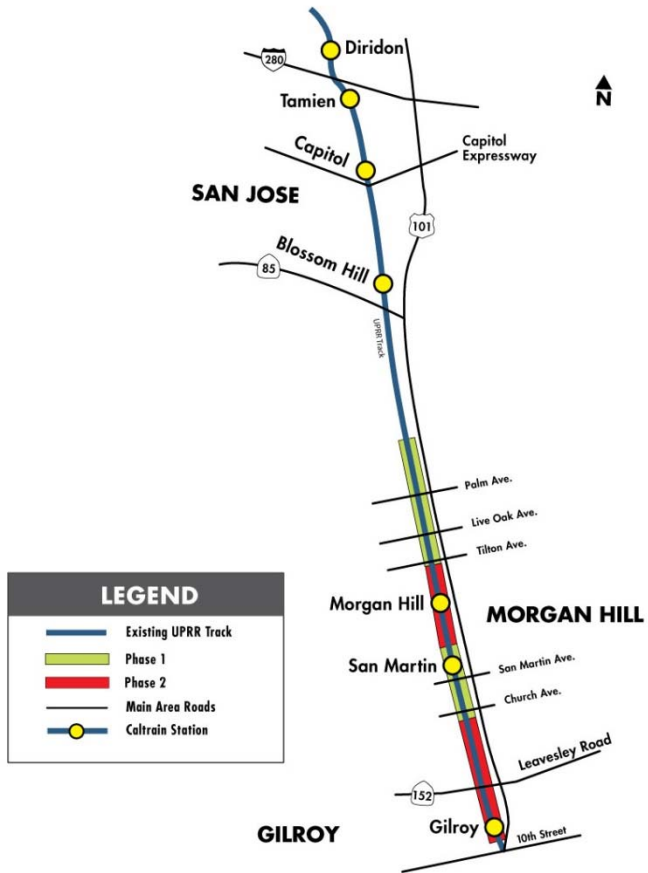 Diridon
280
Tamien
N
Capitol
Capitol
Expressway
SAN JOSE
101
Blossom Hill
85
UPRR Track
Palm Ave.
Live Oak Ave.
Tilton Ave.
LEGEND
Existing UPRR Track
Phase 1
Phase 2
Main Area Roads
Caltrain Station
Morgan Hill
MORGAN HILL
San Martin
San Martin Ave.
Church Ave.
Leavesley Road
152
Gilroy
GILROY
10th Street